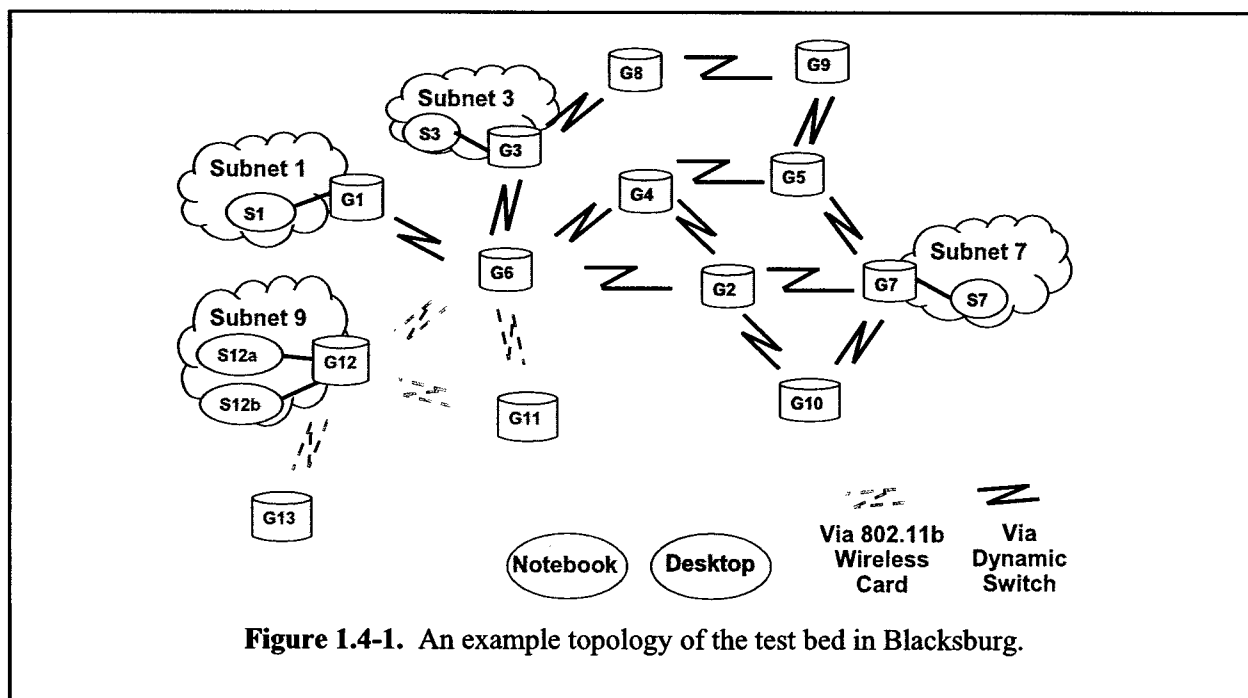 G8
G9
Subnet 3
S3
G3
Subnet 1
G1
S1
G4
G5
G6
G2
Subnet 7
G7
S7
Subnet 9
S12a
G12
S12b
G11
G10
G13
Notebook
Desktop
Via 802.11b
Wireless
Card
Via
Dynamic
Switch
Figure 1.4-1. An example topology of the test bed in Blacksburg.